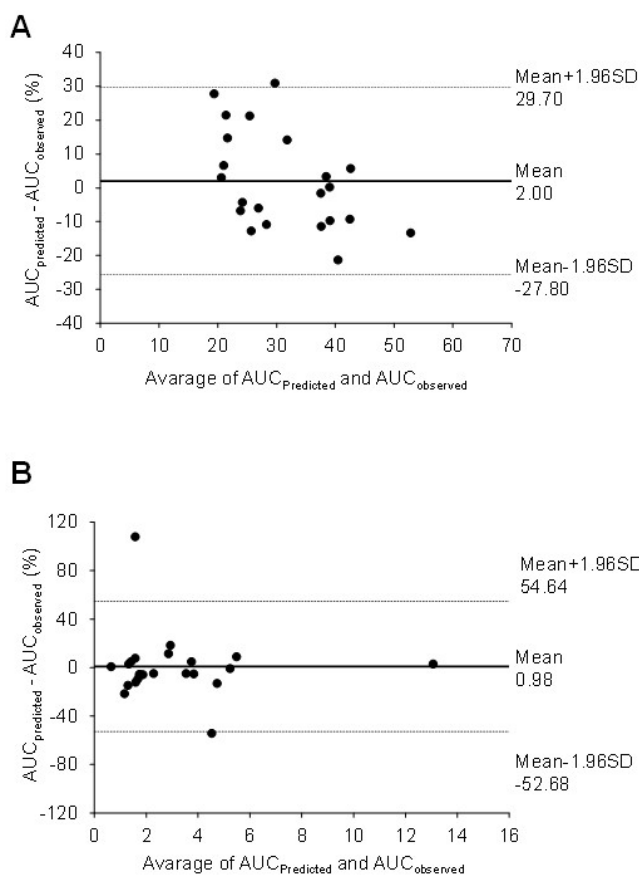 A
AUCpredicted - AUCobserved (%)
40
30
20
10
0
-10
-20
-30
-40
0 10 20 30 40 50 60 70
Mean+1.96SD
29.70
Mean
2.00
Mean-1.96SD
-27.80
Avarage of AUCPredicted and AUCobserved
B
AUCpredicted - AUCobserved (%)
120
80
40
0
-40
-80
-120
0 2 4 6 8 10 12 14 16
Mean+1.96SD
54.64
Mean
0.98
Mean-1.96SD
-52.68
Avarage of AUCPredicted and AUCobserved